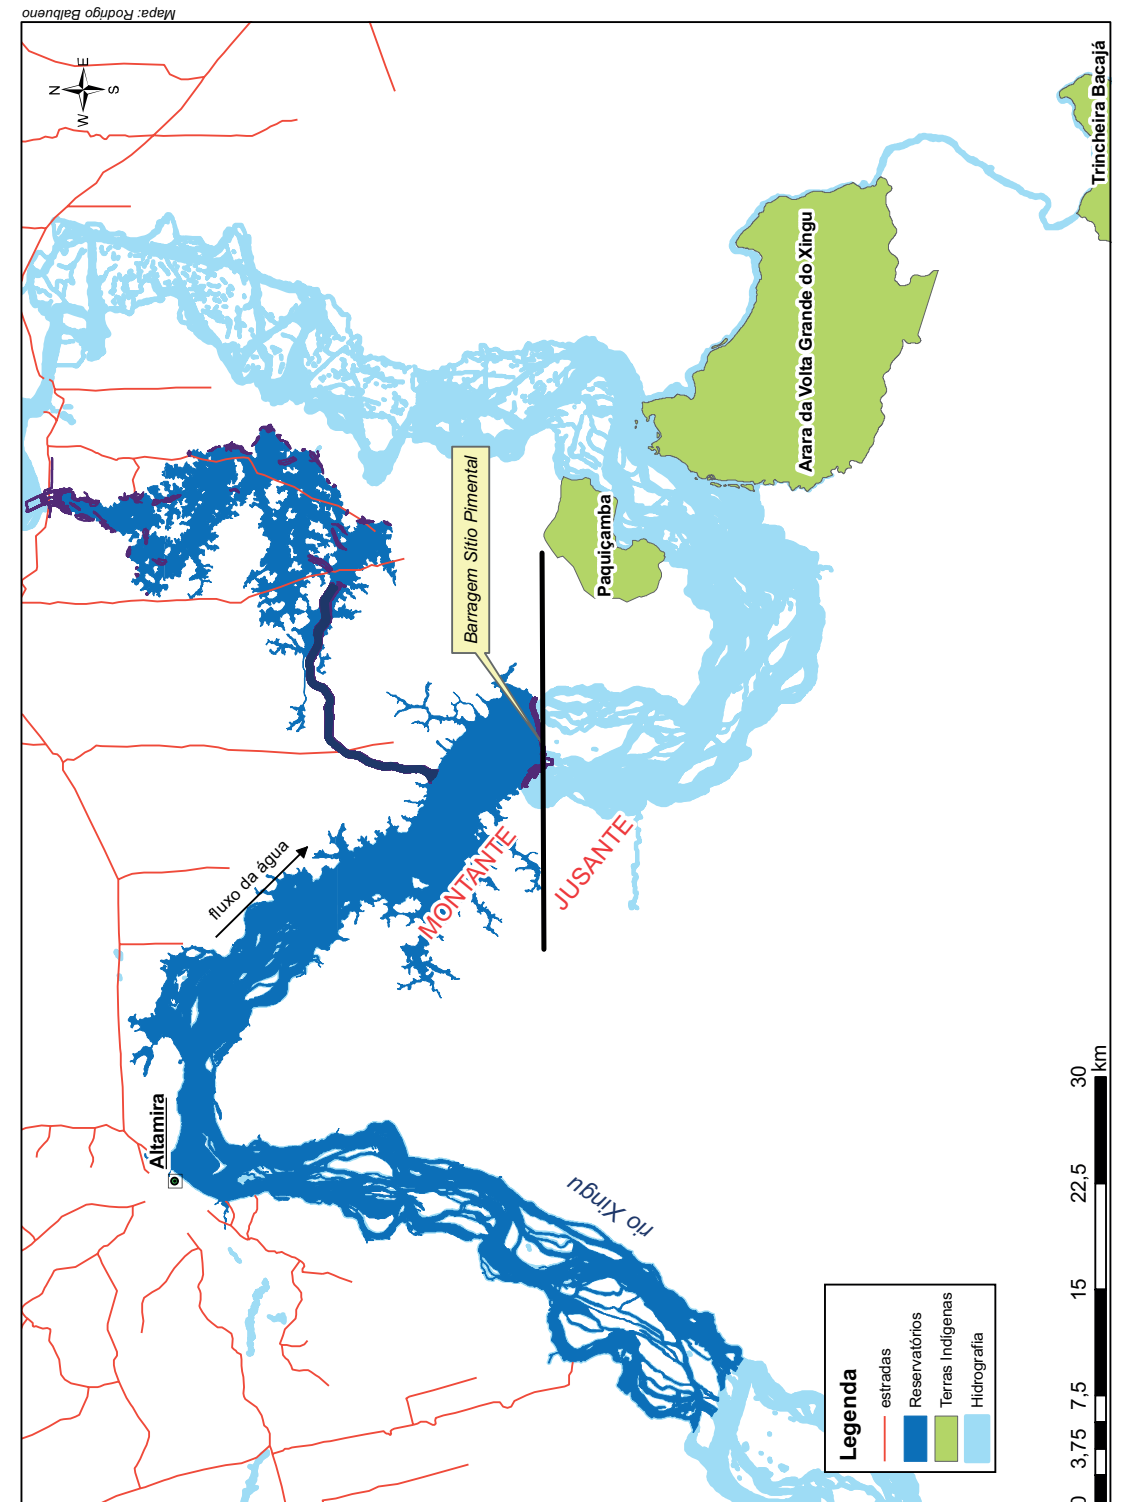 Mapa: Rodrigo Balbueno
N
E
S
W
Trincheira Bacajá
Arara da Volta Grande do Xingu
Paquiçamba
Barragem Sitio Pimental
fluxo da água
MONTANTE
JUSANTE
Altamira
rio Xingu
Legenda
estradas
Reservatórios
Terras Indígenas
Hidrografia
0 3,75 7,5 15 22,5 30
km